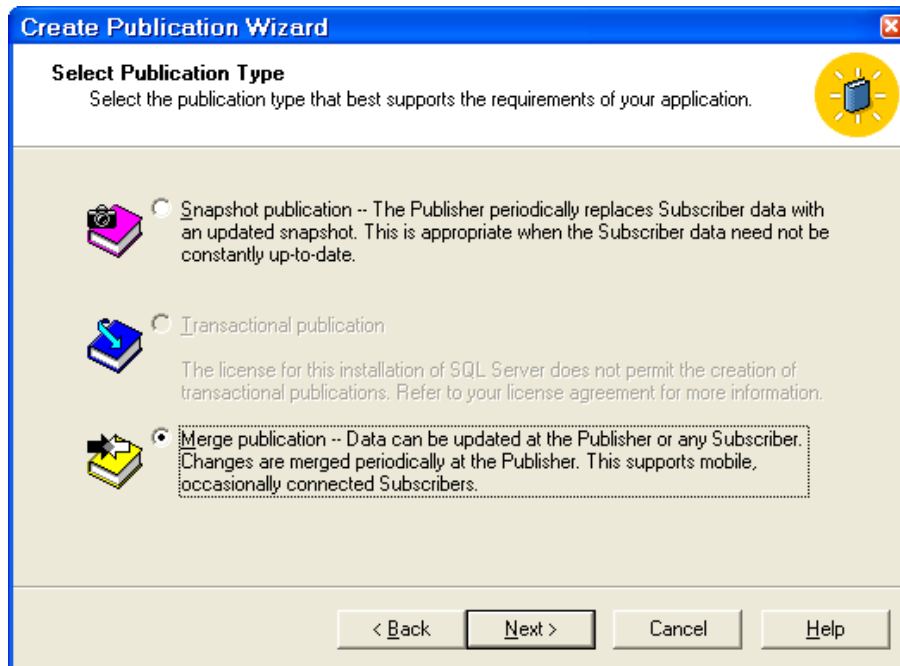 Create Publication Wizard
Select Publication Type
Select the publication type that best supports the requirements of your application.
Snapshot publication -- The Publisher periodically replaces Subscriber data with
an updated snapshot. This is appropriate when the Subscriber data need not be
constantly up-to-date.
Transactional publication
The license for this installation of SQL Server does not permit the creation of
transactional publications. Refer to your license agreement for more information.
Merge publication -- Data can be updated at the Publisher or any Subscriber.
Changes are merged periodically at the Publisher. This supports mobile,
occasionally connected Subscribers.
< Back Next > Cancel Help